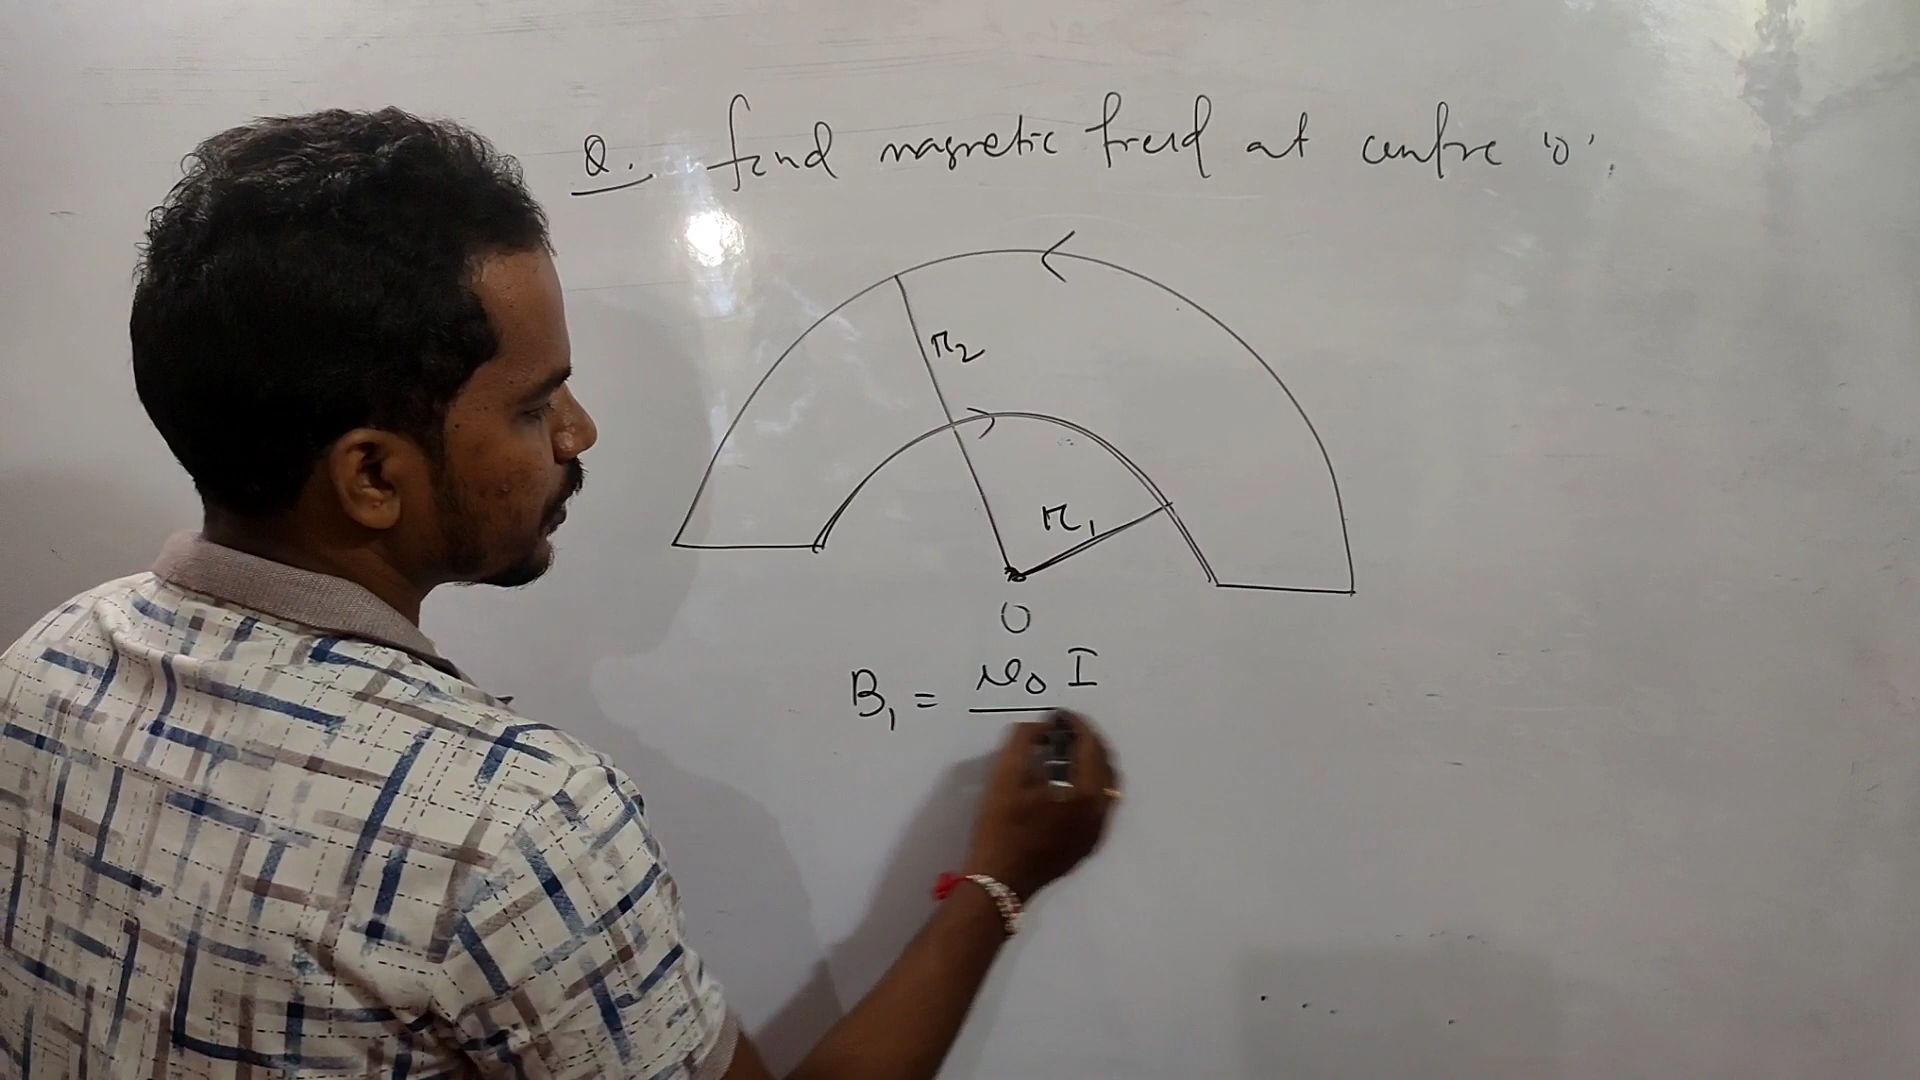 Q. find magnetic field at centre 'O'.
r₂
r₁
O
B₁ = μ₀ I